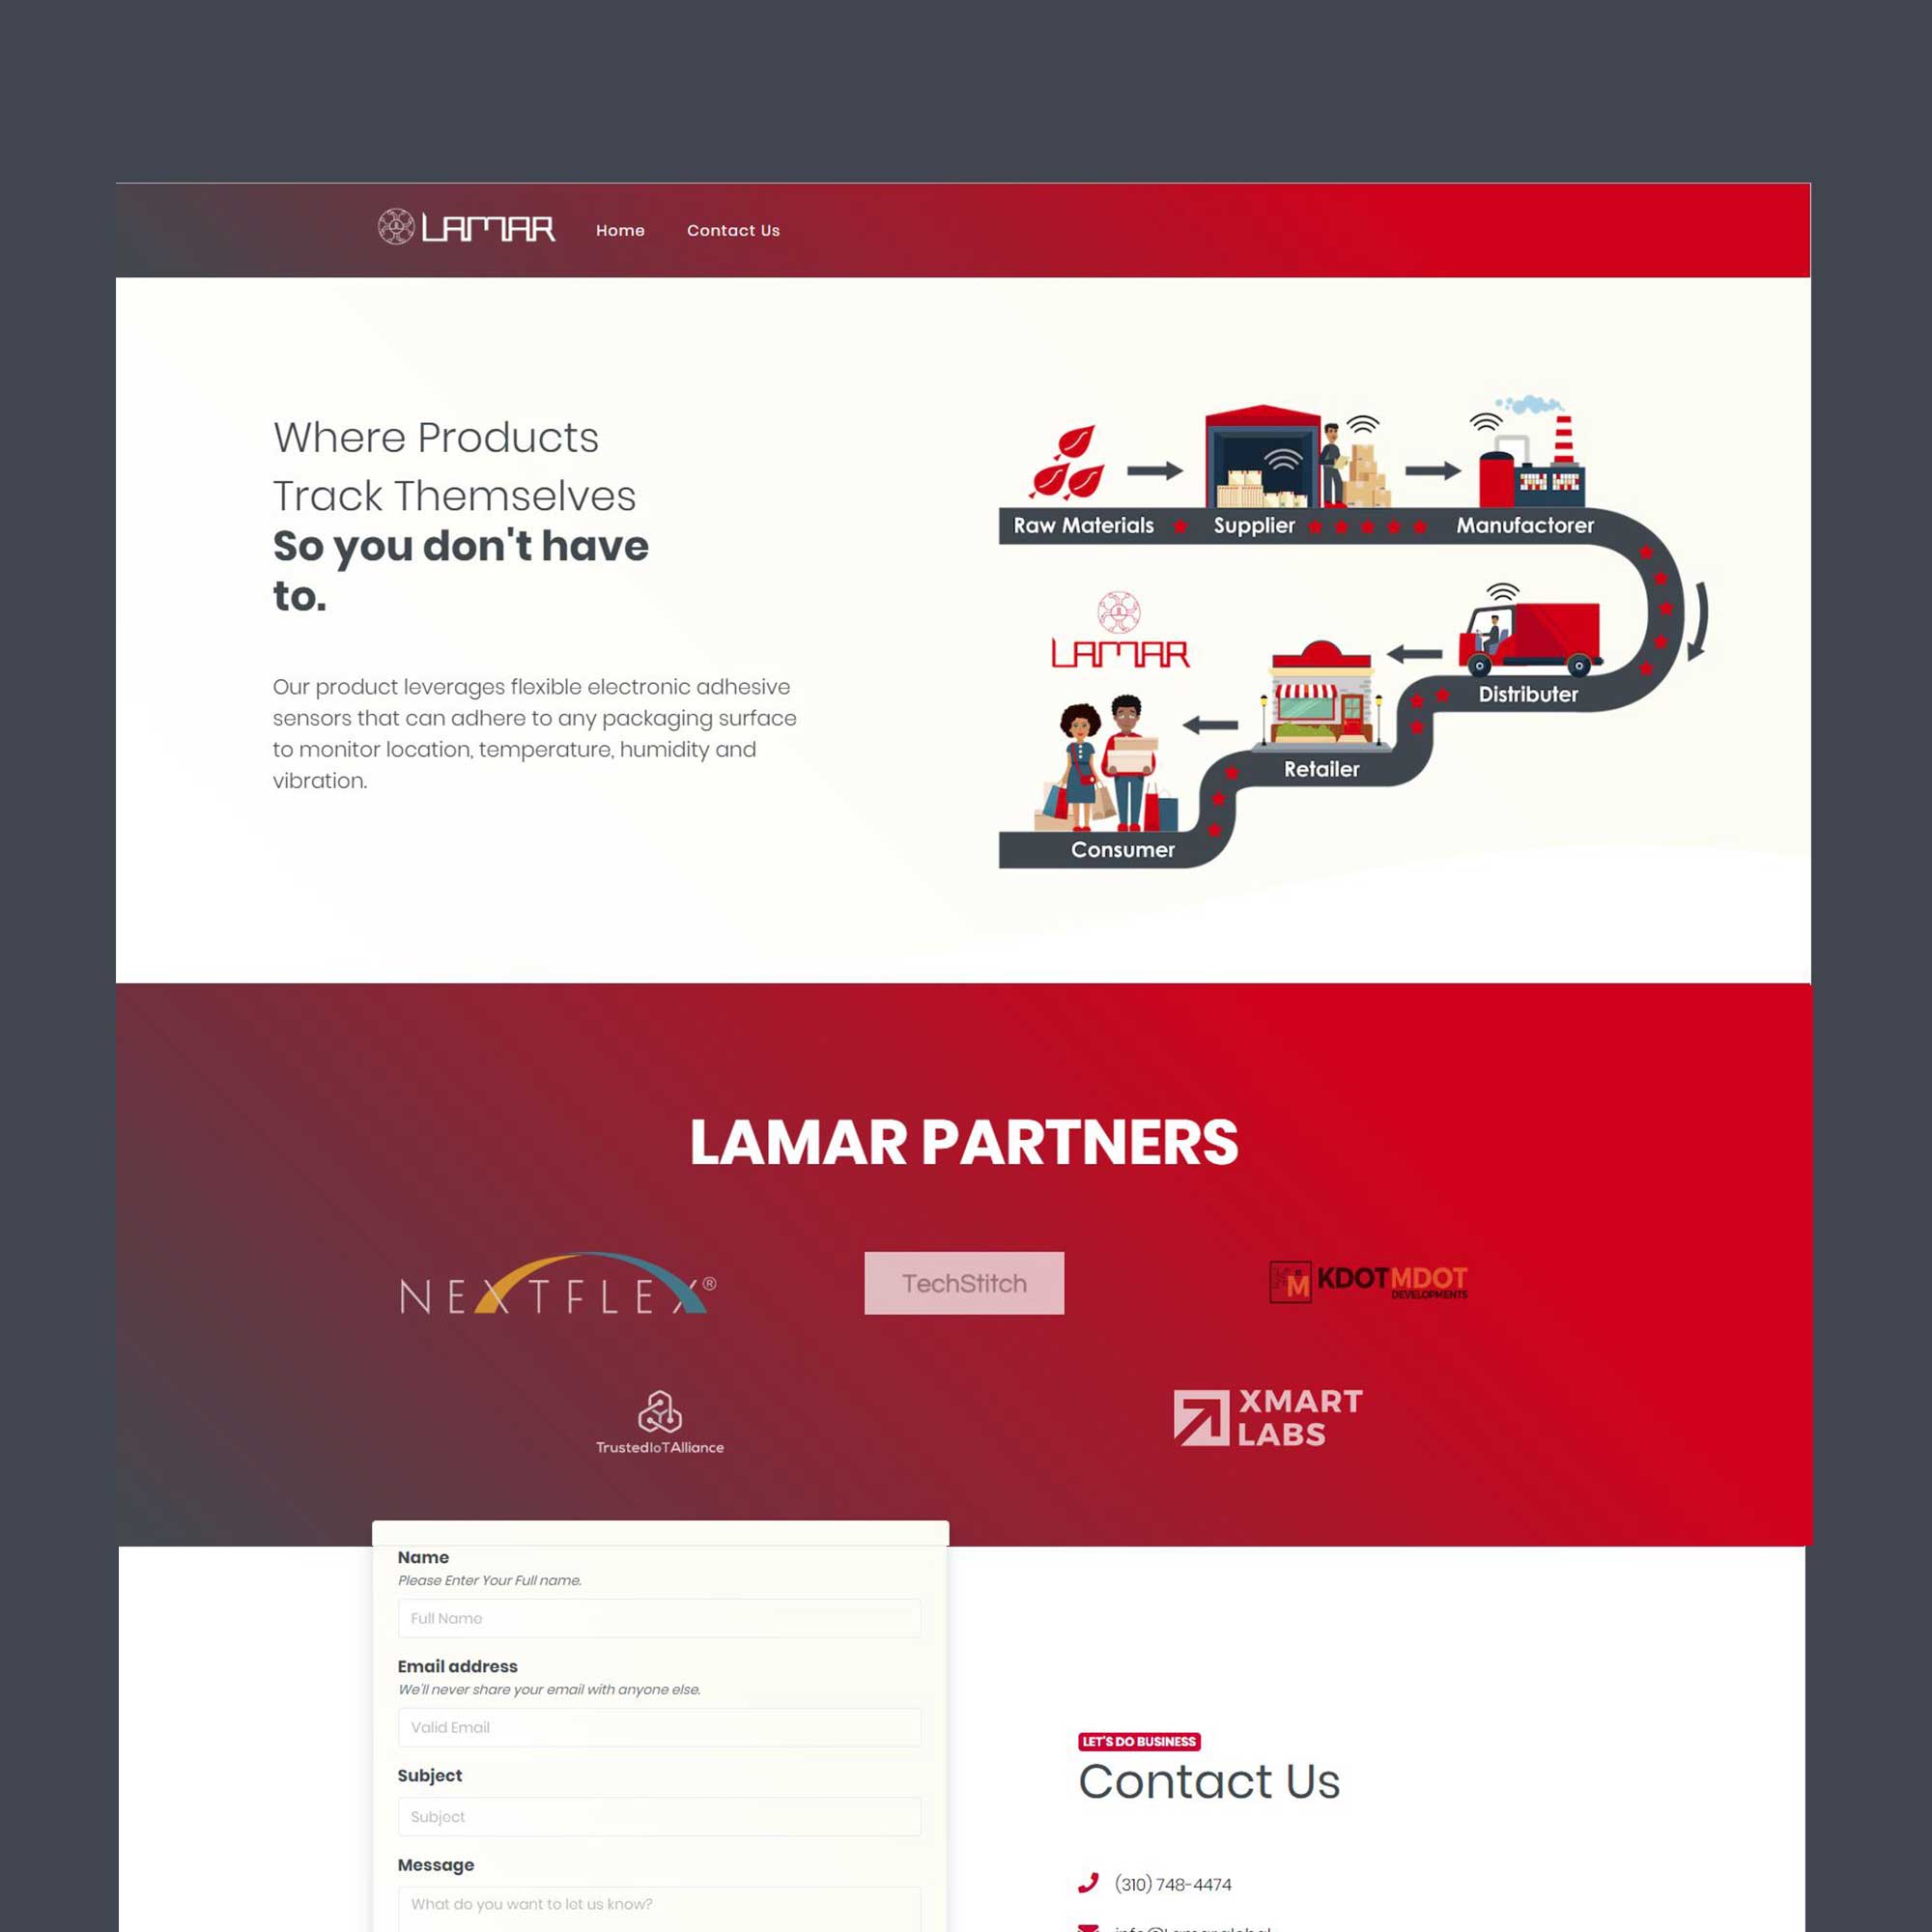 LAMAR
Home
Contact Us
Where Products
Track Themselves
So you don't have
to.
Our product leverages flexible electronic adhesive
sensors that can adhere to any packaging surface
to monitor location, temperature, humidity and
vibration.
Raw Materials
Supplier
Manufactorer
Distributer
LAMAR
Retailer
Consumer
LAMAR PARTNERS
NEXTFLEX®
TechStitch
M
KDOTMDOT
DEVELOPMENTS
TrustedIoTAlliance
XMART
LABS
Name
Please Enter Your Full name.
Full Name
Email address
We'll never share your email with anyone else.
Valid Email
Subject
Subject
Message
What do you want to let us know?
LET'S DO BUSINESS
Contact Us
(310) 748-4474